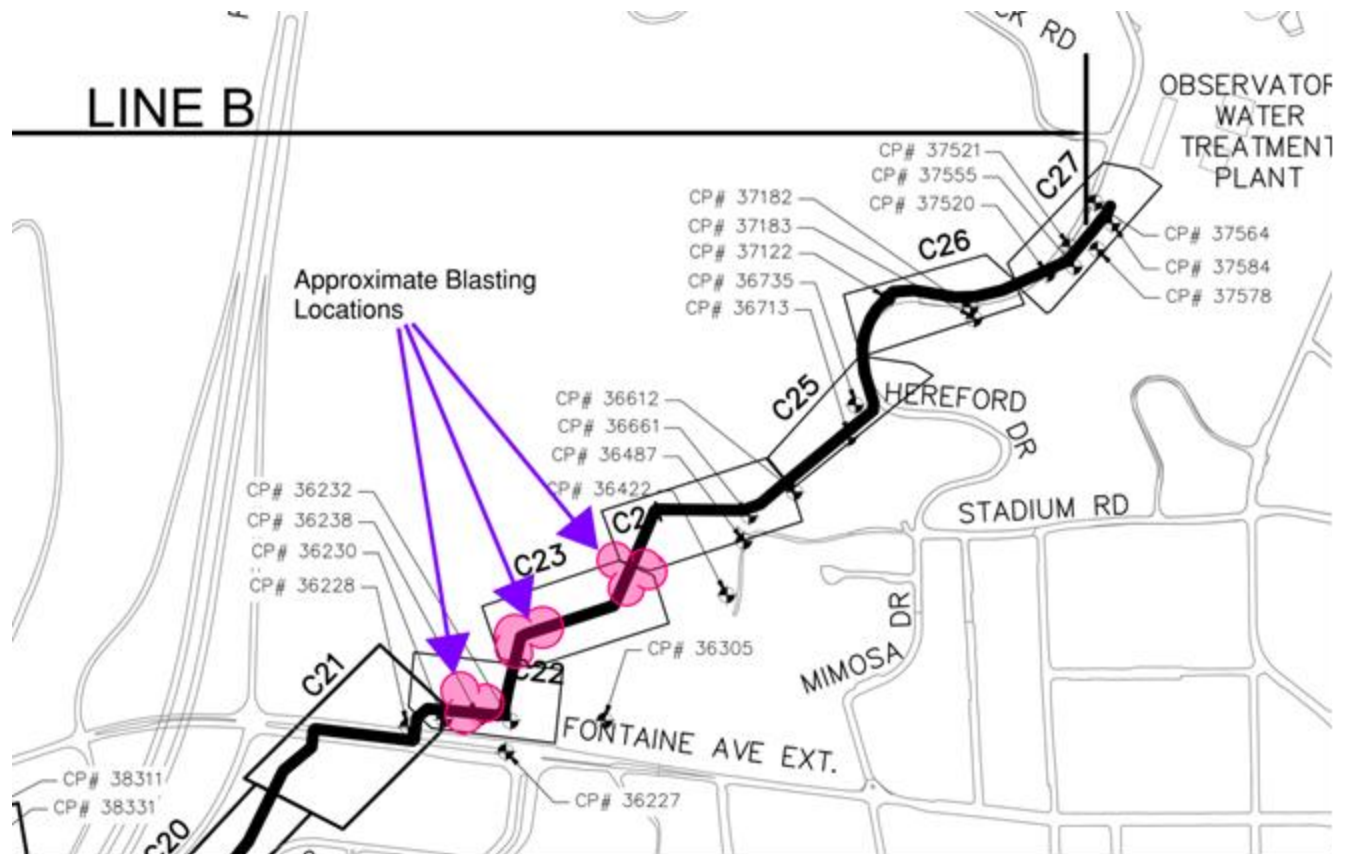 CK RD
LINE B
OBSERVATOR
WATER
TREATMENT
PLANT
CP# 37521
CP# 37555
CP# 37520
C27
CP# 37182
CP# 37183
CP# 37122
CP# 36735
CP# 36713
C26
CP# 37564
CP# 37584
CP# 37578
Approximate Blasting
Locations
C25
HEREFORD
DR
CP# 36612
CP# 36661
CP# 36487
CP# 36422
STADIUM RD
CP# 36232
CP# 36238
CP# 36230
CP# 36228
C23
MIMOSA DR
CP# 36305
C22
C21
FONTAINE AVE EXT.
CP# 36227
CP# 38311
CP# 38331
C20